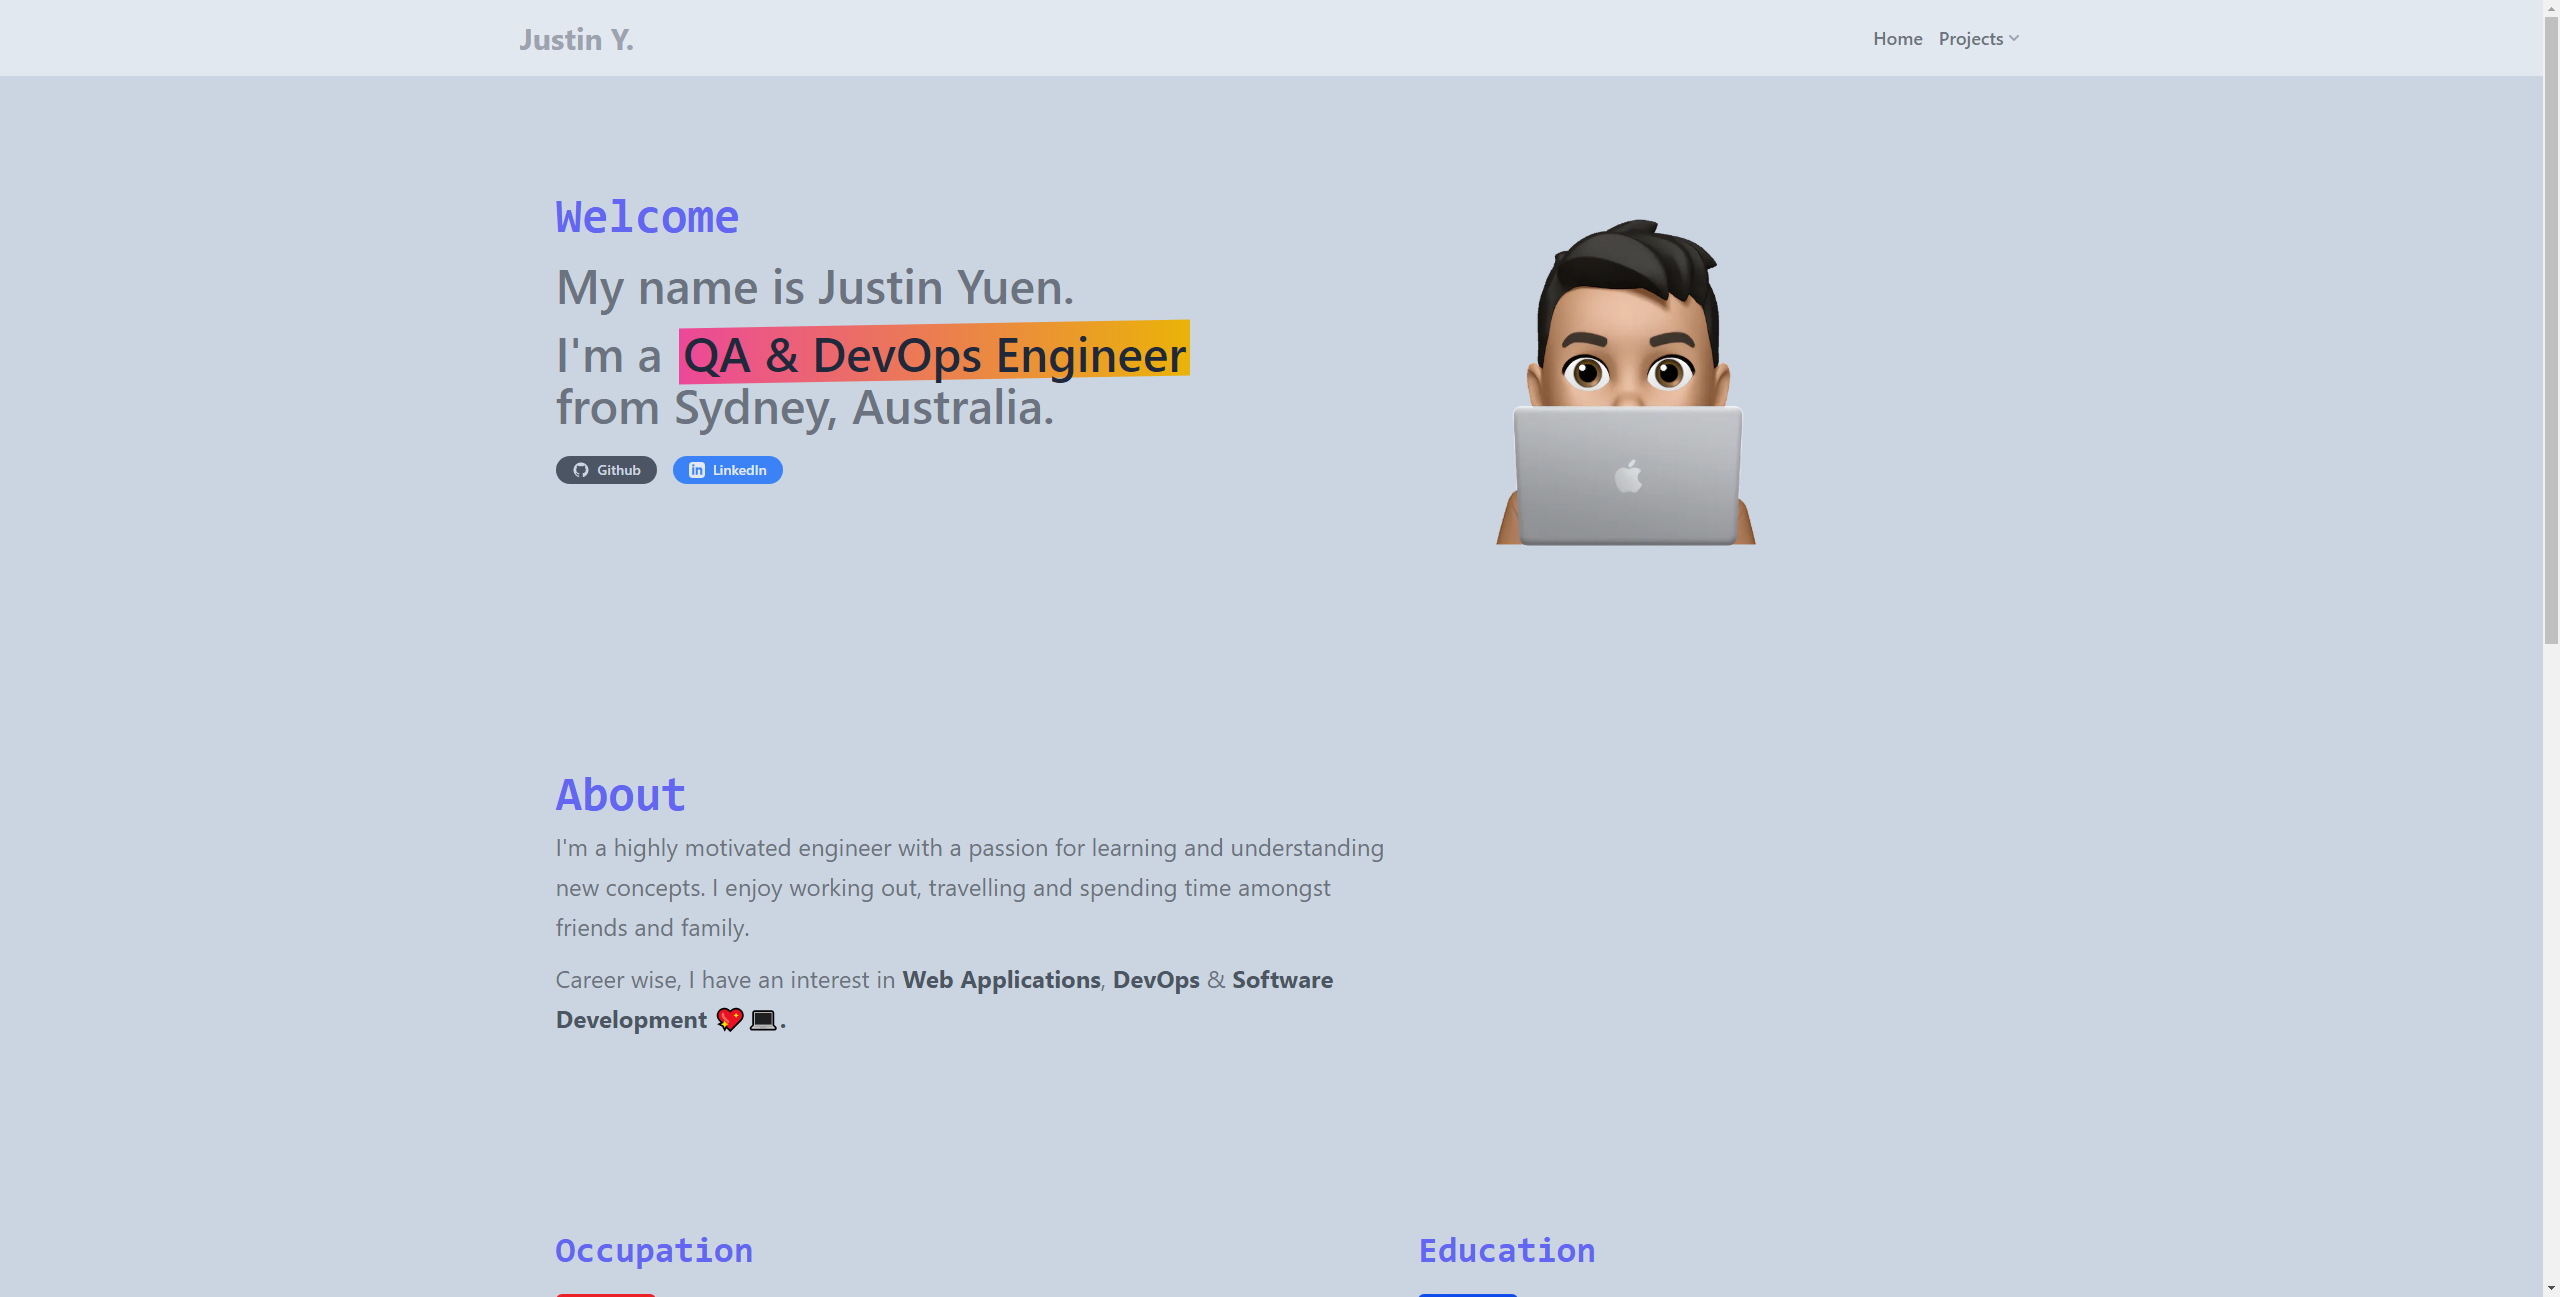 Justin Y.
Home Projects
Welcome
My name is Justin Yuen.
I'm a QA & DevOps Engineer
from Sydney, Australia.
Github LinkedIn
About
I'm a highly motivated engineer with a passion for learning and understanding
new concepts. I enjoy working out, travelling and spending time amongst
friends and family.
Career wise, I have an interest in Web Applications, DevOps & Software
Development 💖💻.
Occupation
Education